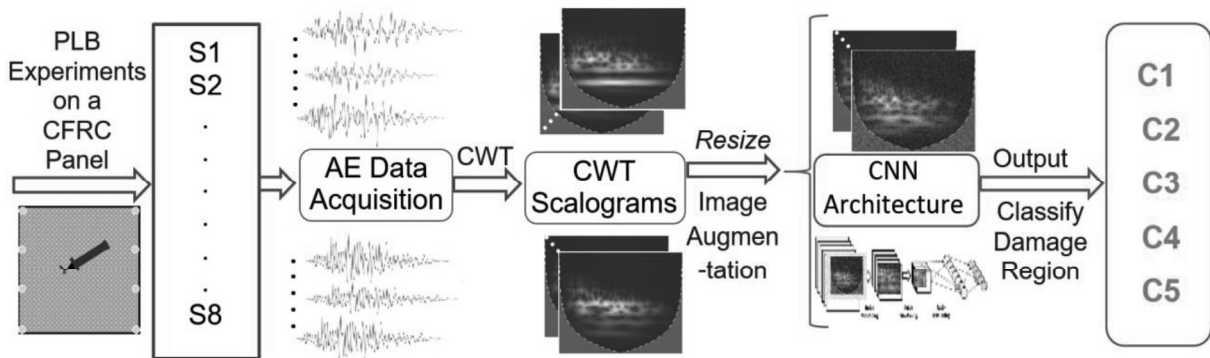 PLB
Experiments
on a
CFRC
Panel
S1
S2
S8
AE Data
Acquisition
CWT
CWT
Scalograms
Resize
Image
Augmen
-tation
CNN
Architecture
Output
Classify
Damage
Region
C1
C2
C3
C4
C5